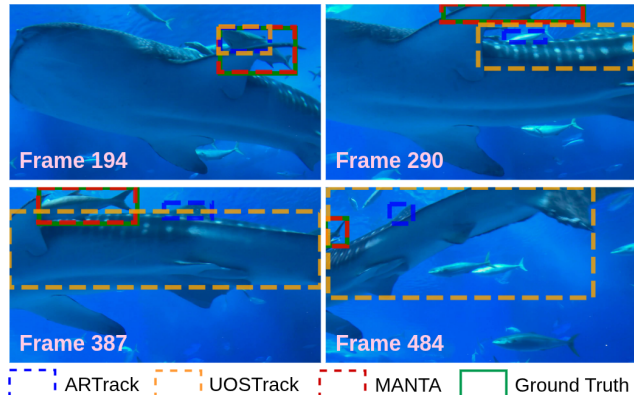 Frame 194
Frame 290
Frame 387
Frame 484
ARTrack UOSTrack MANTA Ground Truth